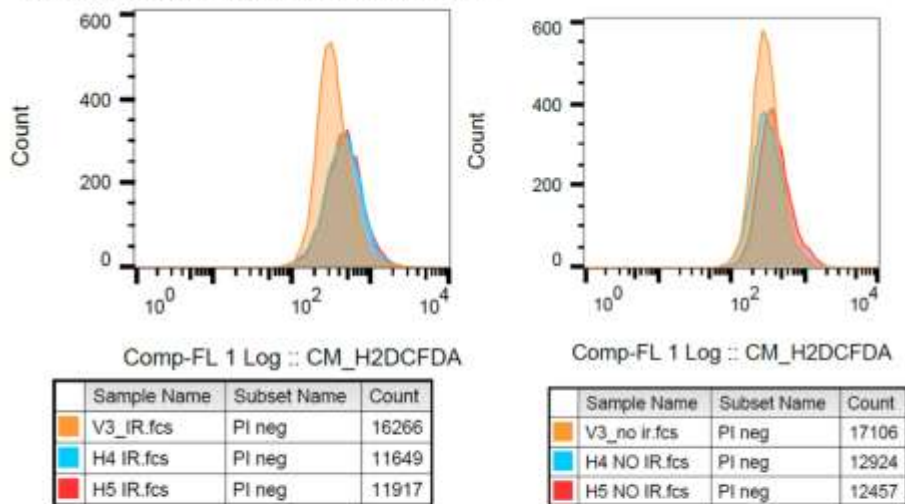 600
400
200
0
Count
10^0
10^2
10^4
Comp-FL 1 Log :: CM_H2DCFDA
Sample Name Subset Name Count
V3_IR.fcs PI neg 16266
H4 IR.fcs PI neg 11649
H5 IR.fcs PI neg 11917
600
400
200
0
Count
10^0
10^2
10^4
Comp-FL 1 Log :: CM_H2DCFDA
Sample Name Subset Name Count
V3_no ir.fcs PI neg 17106
H4 NO IR.fcs PI neg 12924
H5 NO IR.fcs PI neg 12457